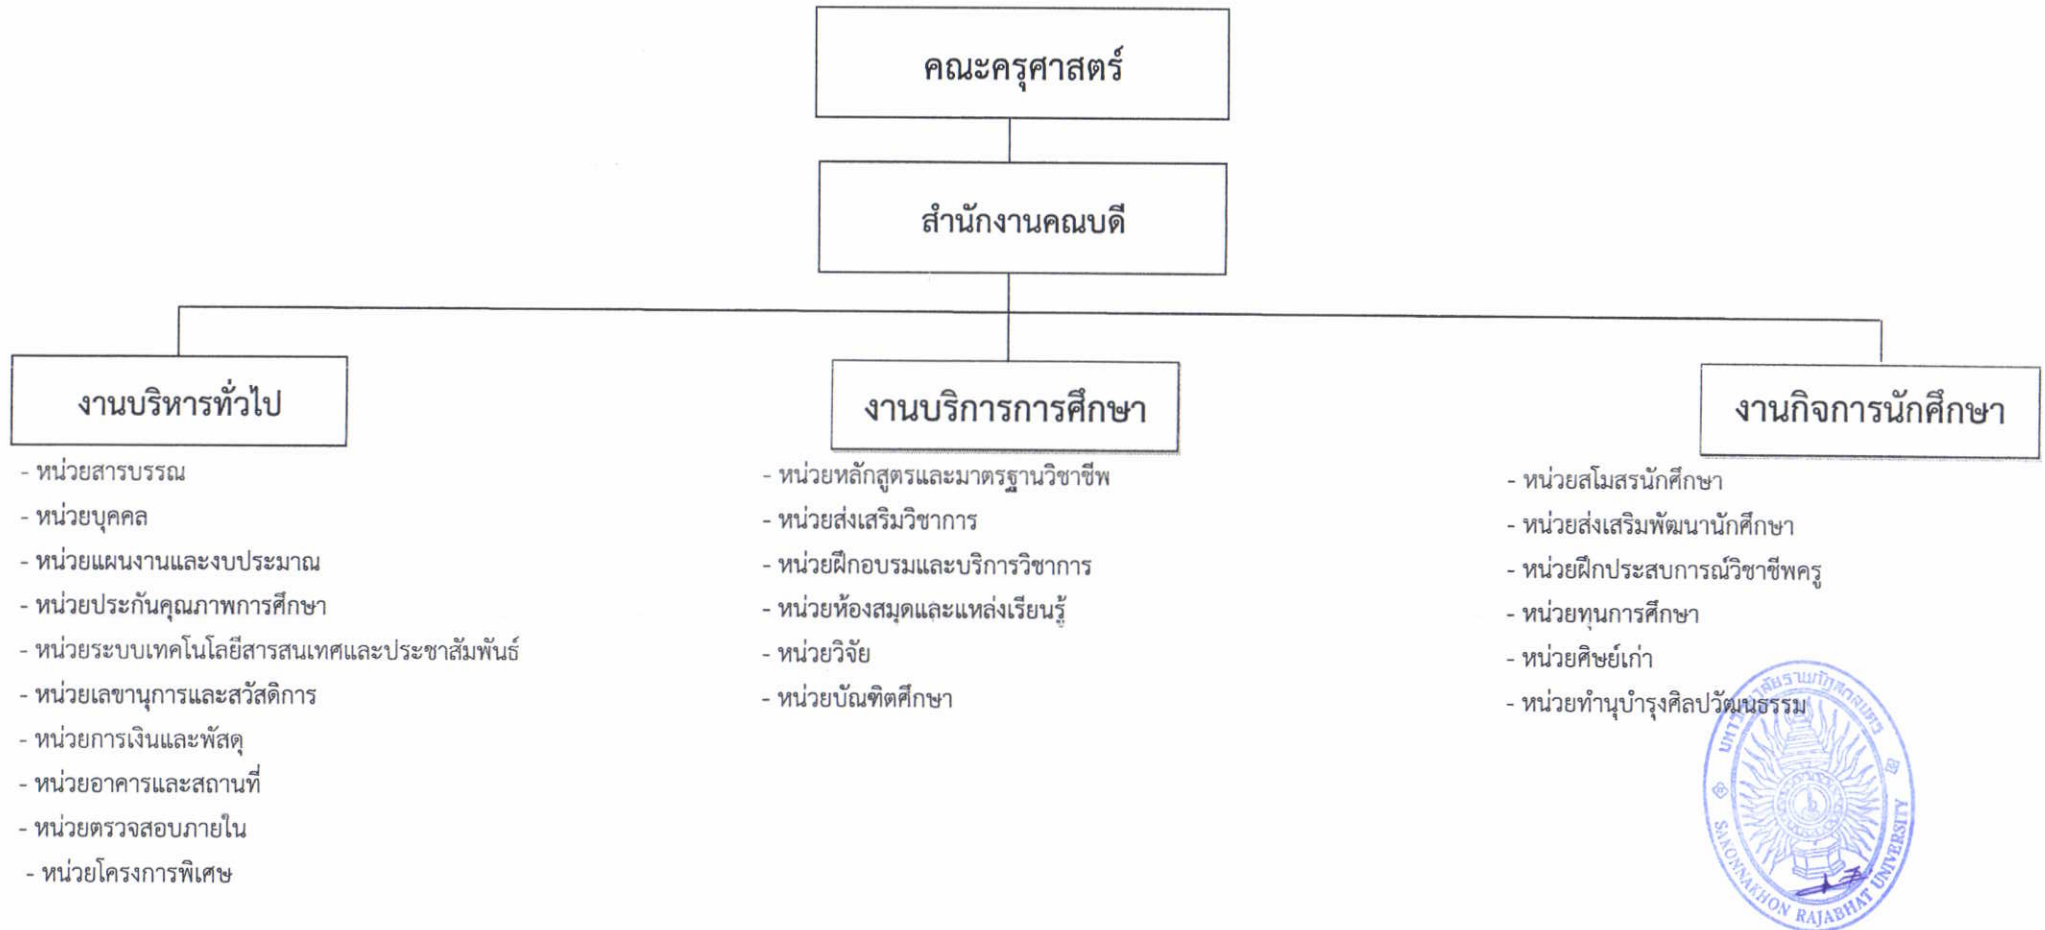 คณะครุศาสตร์
สำนักงานคณบดี
งานบริหารทั่วไป
- หน่วยสารบรรณ
- หน่วยบุคคล
- หน่วยแผนงานและงบประมาณ
- หน่วยประกันคุณภาพการศึกษา
- หน่วยระบบเทคโนโลยีสารสนเทศและประชาสัมพันธ์
- หน่วยเลขานุการและสวัสดิการ
- หน่วยการเงินและพัสดุ
- หน่วยอาคารและสถานที่
- หน่วยตรวจสอบภายใน
- หน่วยโครงการพิเศษ
งานบริการการศึกษา
- หน่วยหลักสูตรและมาตรฐานวิชาชีพ
- หน่วยส่งเสริมวิชาการ
- หน่วยฝึกอบรมและบริการวิชาการ
- หน่วยห้องสมุดและแหล่งเรียนรู้
- หน่วยวิจัย
- หน่วยบัณฑิตศึกษา
งานกิจการนักศึกษา
- หน่วยสโมสรนักศึกษา
- หน่วยส่งเสริมพัฒนานักศึกษา
- หน่วยฝึกประสบการณ์วิชาชีพครู
- หน่วยทุนการศึกษา
- หน่วยศิษย์เก่า
- หน่วยทำนุบำรุงศิลปวัฒนธรรม
มหาวิทยาลัยราชภัฏสกลนคร
SAKONNAKHON RAJABHAT UNIVERSITY